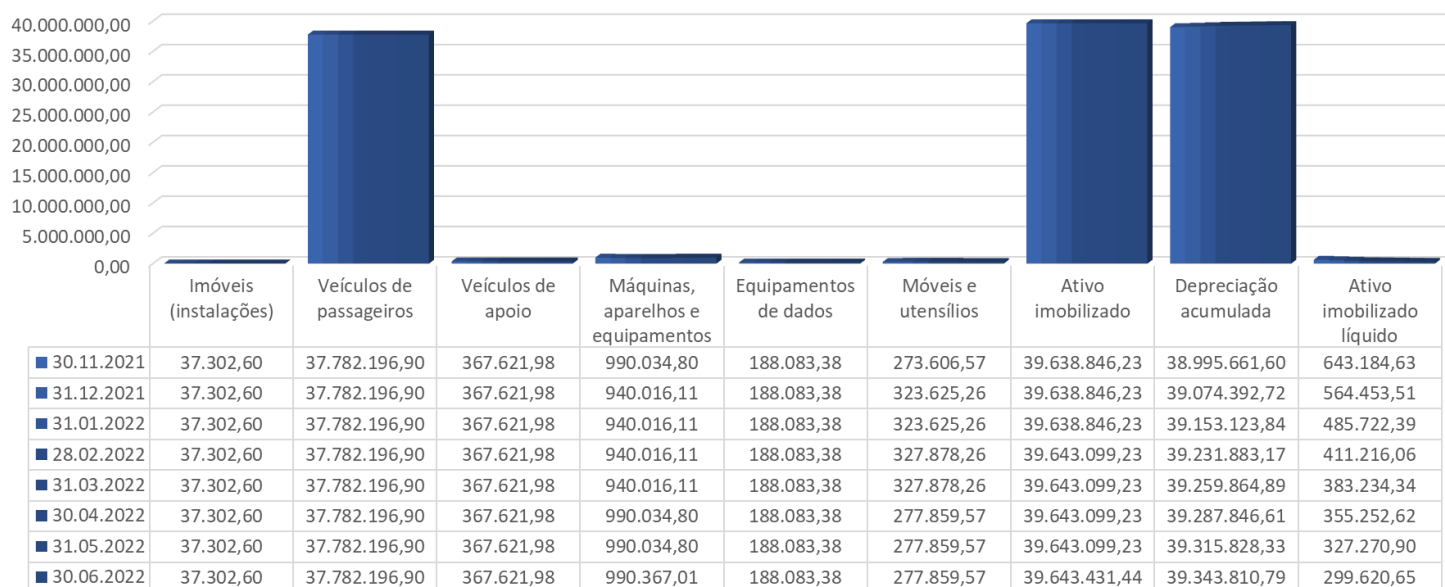 40.000.000,00
35.000.000,00
30.000.000,00
25.000.000,00
20.000.000,00
15.000.000,00
10.000.000,00
5.000.000,00
0,00
Imóveis (instalações) Veículos de passageiros Veículos de apoio Máquinas, aparelhos e equipamentos Equipamentos de dados Móveis e utensílios Ativo imobilizado Depreciação acumulada Ativo imobilizado líquido
30.11.2021 37.302,60 37.782.196,90 367.621,98 990.034,80 188.083,38 273.606,57 39.638.846,23 38.995.661,60 643.184,63
31.12.2021 37.302,60 37.782.196,90 367.621,98 940.016,11 188.083,38 323.625,26 39.638.846,23 39.074.392,72 564.453,51
31.01.2022 37.302,60 37.782.196,90 367.621,98 940.016,11 188.083,38 323.625,26 39.638.846,23 39.153.123,84 485.722,39
28.02.2022 37.302,60 37.782.196,90 367.621,98 940.016,11 188.083,38 327.878,26 39.643.099,23 39.231.883,17 411.216,06
31.03.2022 37.302,60 37.782.196,90 367.621,98 940.016,11 188.083,38 327.878,26 39.643.099,23 39.259.864,89 383.234,34
30.04.2022 37.302,60 37.782.196,90 367.621,98 990.034,80 188.083,38 277.859,57 39.643.099,23 39.287.846,61 355.252,62
31.05.2022 37.302,60 37.782.196,90 367.621,98 990.034,80 188.083,38 277.859,57 39.643.099,23 39.315.828,33 327.270,90
30.06.2022 37.302,60 37.782.196,90 367.621,98 990.367,01 188.083,38 277.859,57 39.643.431,44 39.343.810,79 299.620,65